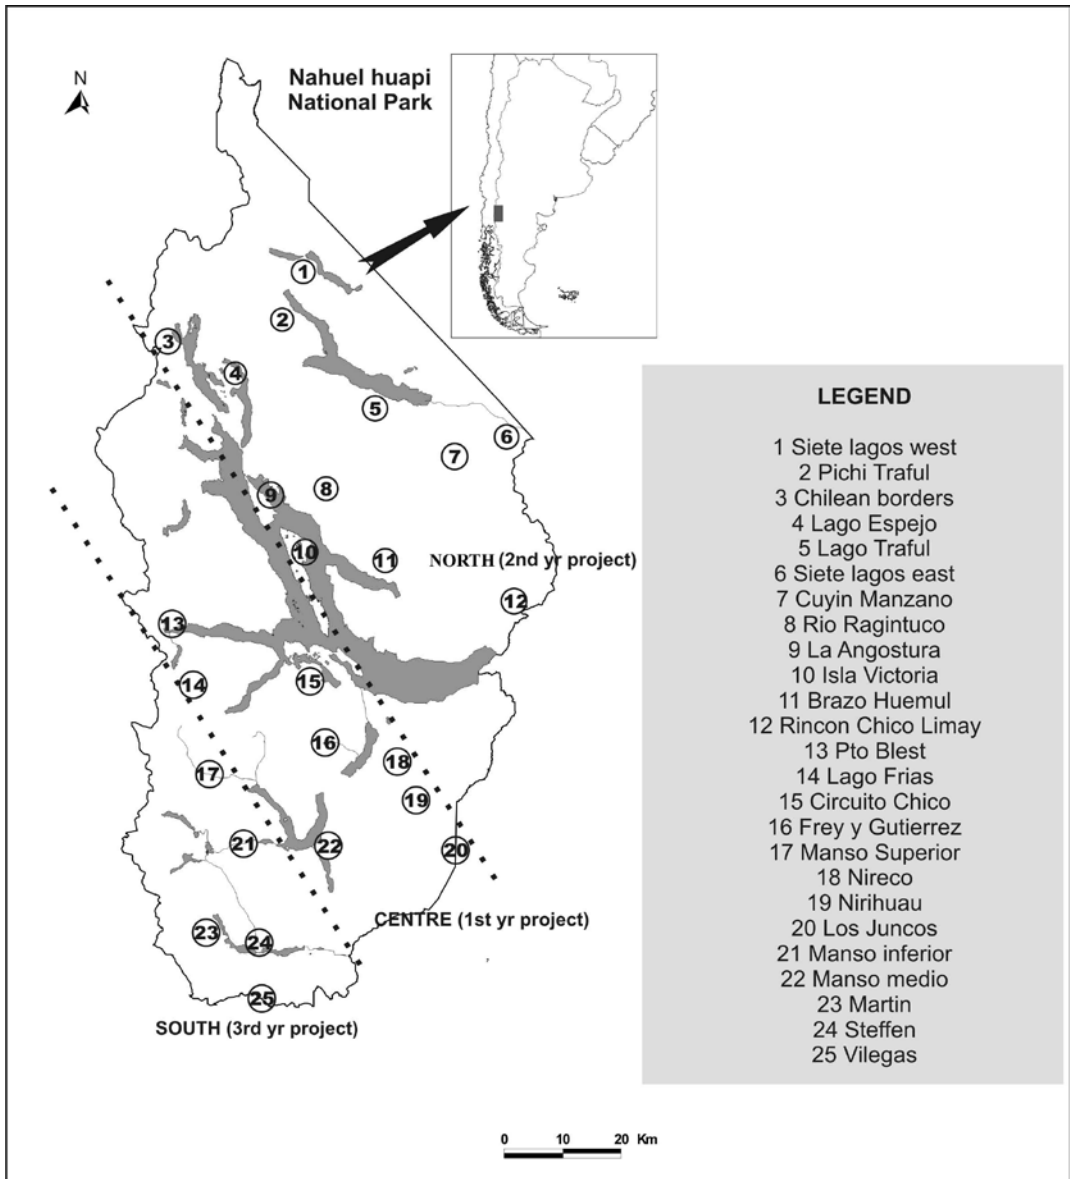 N
Nahuel huapi
National Park
1
2
3
4
5
6
7
8
9
10
11
NORTH (2nd yr project)
12
13
14
15
16
17
18
19
20
21
22
CENTRE (1st yr project)
23
24
25
SOUTH (3rd yr project)
LEGEND
1 Siete lagos west
2 Pichi Traful
3 Chilean borders
4 Lago Espejo
5 Lago Traful
6 Siete lagos east
7 Cuyin Manzano
8 Rio Ragintuco
9 La Angostura
10 Isla Victoria
11 Brazo Huemul
12 Rincon Chico Limay
13 Pto Blest
14 Lago Frias
15 Circuito Chico
16 Frey y Gutierrez
17 Manso Superior
18 Nireco
19 Nirihuau
20 Los Juncos
21 Manso inferior
22 Manso medio
23 Martin
24 Steffen
25 Vilegas
0 10 20 Km